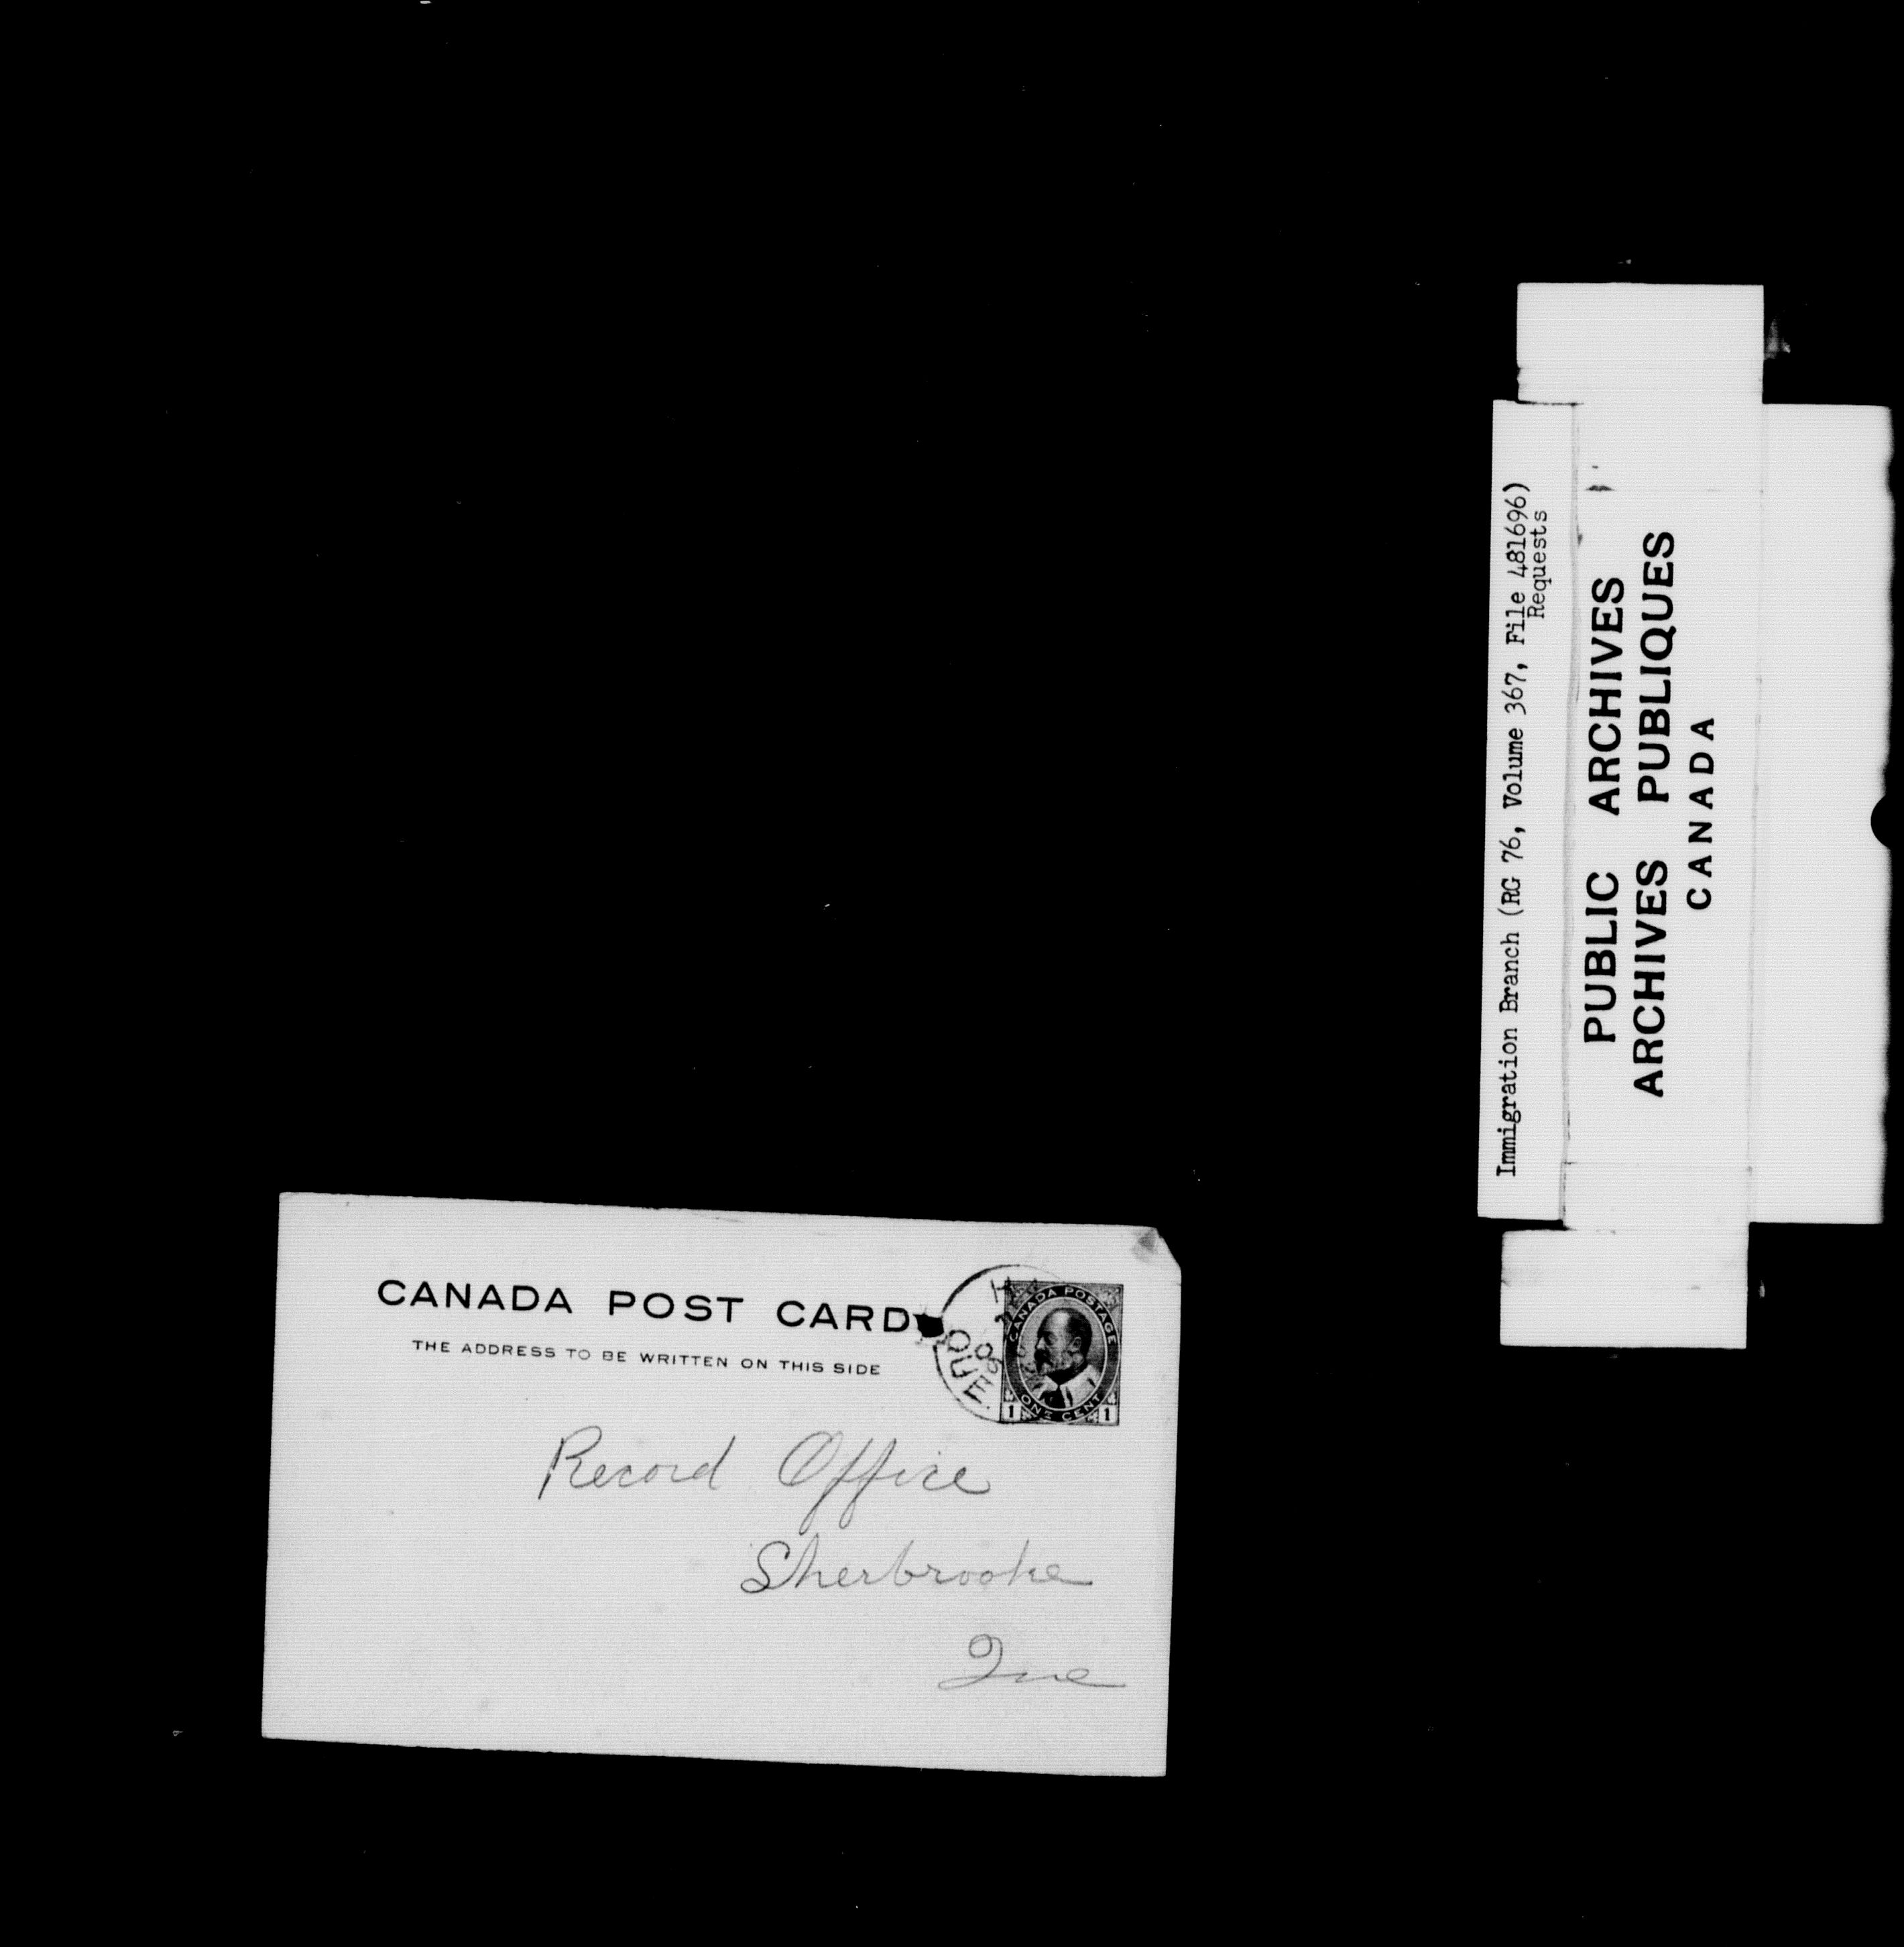 CANADA POST CARD
THE ADDRESS TO BE WRITTEN ON THIS SIDE
QUE.
CANADA POSTAGE
ONE CENT
1 1
Record Office
Sherbrooke
Que
Immigration Branch (RG 76, Volume 367, File 481696)
Requests
PUBLIC ARCHIVES
ARCHIVES PUBLIQUES
CANADA